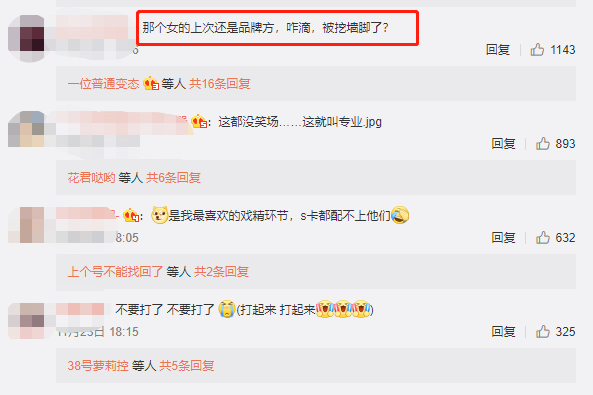 那个女的上次还是品牌方，咋滴，被挖墙脚了？
回复 1143
一位普通变态 等人 共16条回复
：这都没笑场……这就叫专业.jpg
回复 893
花君哒哟 等人 共6条回复
：是我最喜欢的戏精环节，s卡都配不上他们
8:05 回复 632
上个号不能找回了 等人 共2条回复
不要打了 不要打了(打起来 打起来)
11月23日 18:15 回复 325
38号萝莉控 等人 共5条回复